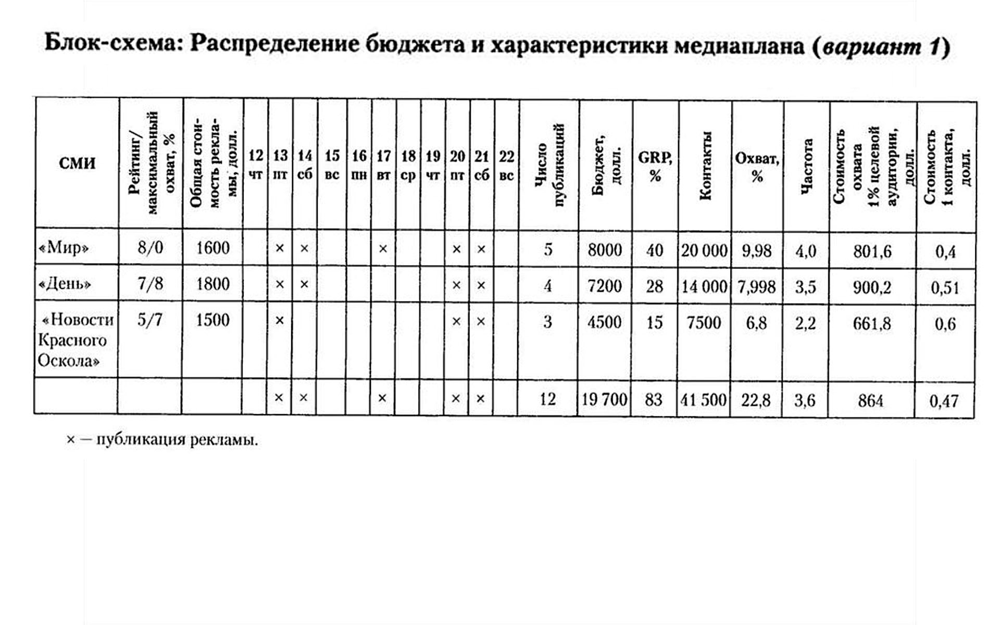 Блок-схема: Распределение бюджета и характеристики медиаплана (вариант 1)
СМИ | Рейтинг/максимальный охват, % | Общая стоимость рекламы, долл. | 12 чт | 13 пт | 14 сб | 15 вс | 16 пн | 17 вт | 18 ср | 19 чт | 20 пт | 21 сб | 22 вс | Число публикаций | Бюджет, долл. | GRP, % | Контакты | Охват, % | Частота | Стоимость охвата 1% целевой аудитории, долл. | Стоимость 1 контакта, долл.
«Мир» 8/0 1600 × × × × × 5 8000 40 20 000 9,98 4,0 801,6 0,4
«День» 7/8 1800 × × × × 4 7200 28 14 000 7,998 3,5 900,2 0,51
«Новости 5/7 1500 × × × 3 4500 15 7500 6,8 2,2 661,8 0,6
Красного
Оскола»
× × × × × 12 19 700 83 41 500 22,8 3,6 864 0,47
× — публикация рекламы.